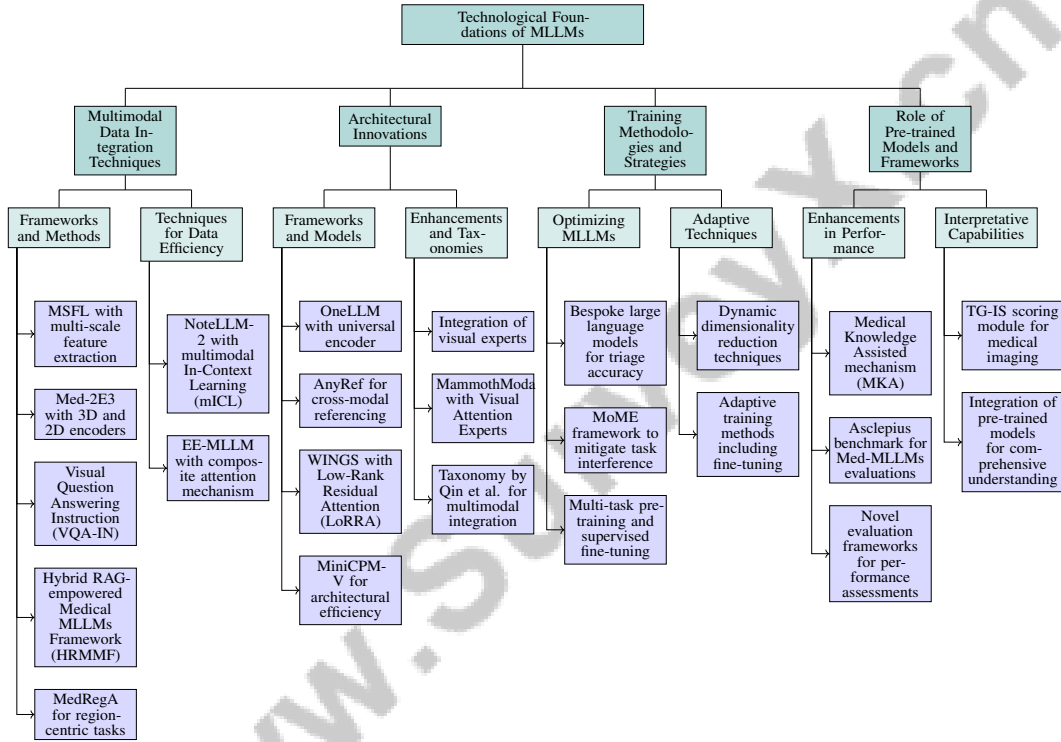 Technological Foun-
dations of MLLMs
Multimodal
Data In-
tegration
Techniques
Architectural
Innovations
Training
Methodolo-
gies and
Strategies
Role of
Pre-trained
Models and
Frameworks
Frameworks
and Methods
Techniques
for Data
Efficiency
Frameworks
and Models
Enhancements
and Tax-
onomies
Optimizing
MLLMs
Adaptive
Techniques
Enhancements
in Perfor-
mance
Interpretative
Capabilities
MSFL with
multi-scale
feature
extraction
Med-2E3
with 3D and
2D encoders
Visual
Question
Answering
Instruction
(VQA-IN)
Hybrid RAG-
empowered
Medical
MLLMs
Framework
(HRMMF)
MedRegA
for region-
centric tasks
NoteLLM-
2 with
multimodal
In-Context
Learning
(mICL)
EE-MLLM
with compos-
ite attention
mechanism
OneLLM
with universal
encoder
AnyRef for
cross-modal
referencing
WINGS with
Low-Rank
Residual
Attention
(LoRRA)
MiniCPM-
V for
architectural
efficiency
Integration of
visual experts
MammothModa
with Visual
Attention
Experts
Taxonomy by
Qin et al. for
multimodal
integration
Bespoke large
language
models
for triage
accuracy
MoME
framework to
mitigate task
interference
Multi-task pre-
training and
supervised
fine-tuning
Dynamic
dimensionality
reduction
techniques
Adaptive
training
methods
including
fine-tuning
Medical
Knowledge
Assisted
mechanism
(MKA)
Asclepius
benchmark for
Med-MLLMs
evaluations
Novel
evaluation
frameworks
for per-
formance
assessments
TG-IS scoring
module for
medical
imaging
Integration of
pre-trained
models
for com-
prehensive
understanding
www.surveyx.cn